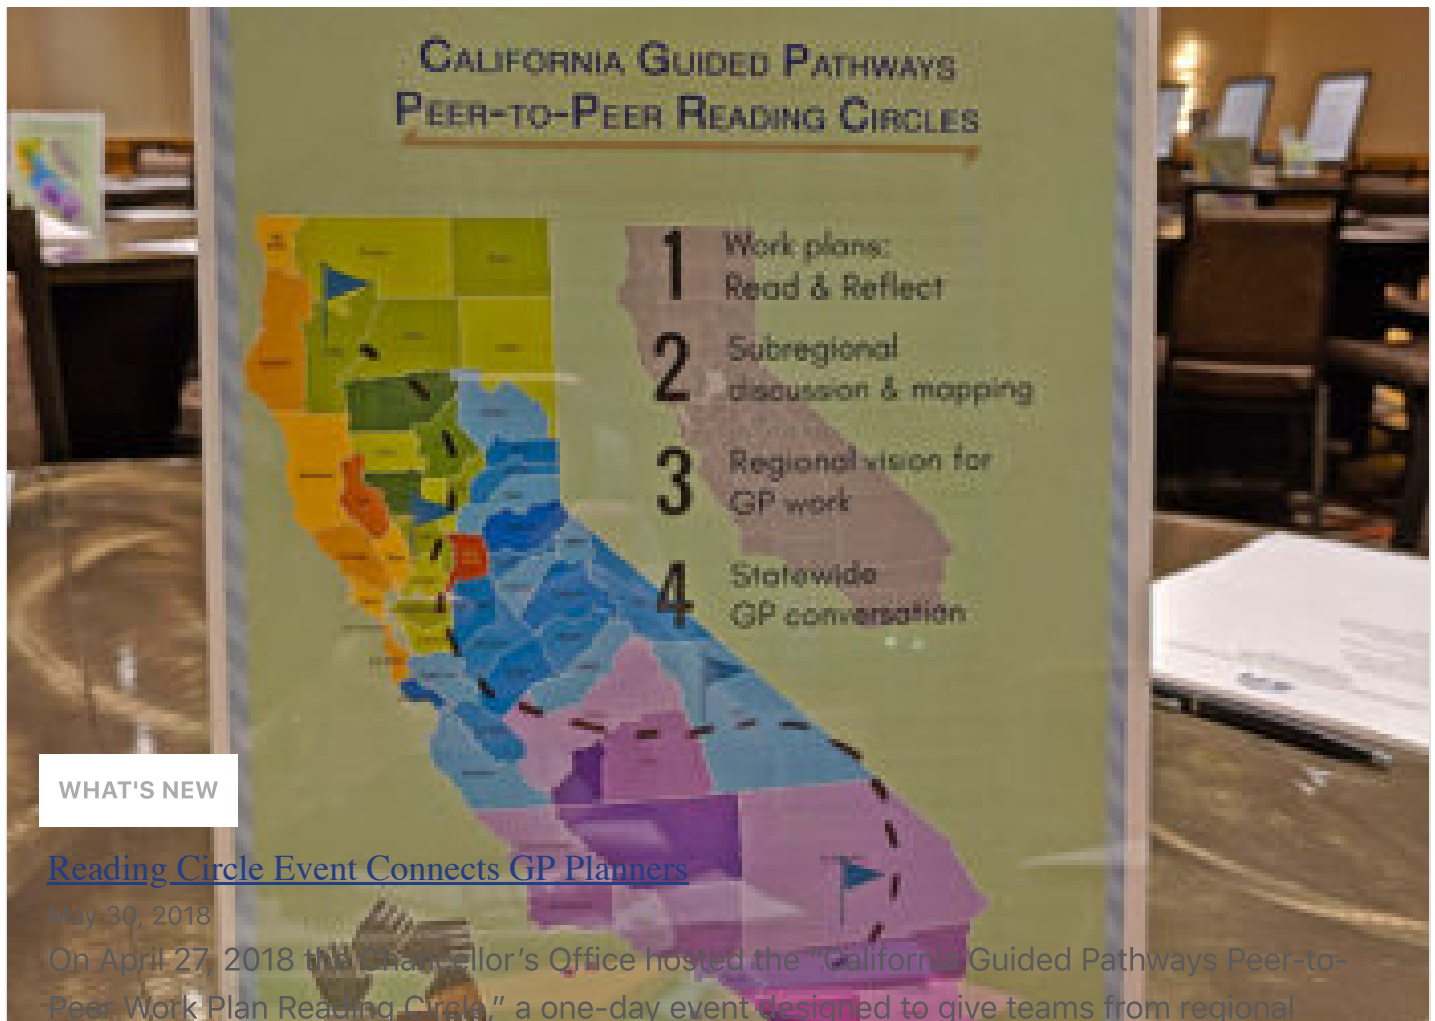 CALIFORNIA GUIDED PATHWAYS
PEER-TO-PEER READING CIRCLES
1 Work plans:
Read & Reflect
2 Subregional
discussion & mapping
3 Regional vision for
GP work
4 Statewide
GP conversation
WHAT'S NEW
Reading Circle Event Connects GP Planners
May 30, 2018
On April 27, 2018 the Chancellor’s Office hosted the “California Guided Pathways Peer-to-
Peer Work Plan Reading Circle,” a one-day event designed to give teams from regional